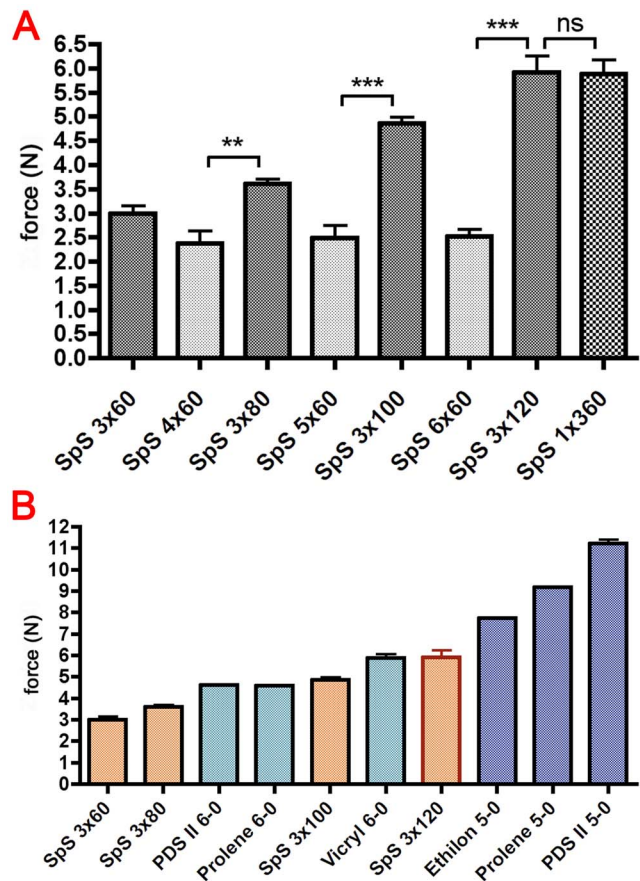 A
*** ns
***
**
6.5
6.0
5.5
5.0
4.5
4.0
3.5
3.0
2.5
2.0
1.5
1.0
0.5
0.0
force (N)
SpS 3x60
SpS 4x60
SpS 3x80
SpS 5x60
SpS 3x100
SpS 6x60
SpS 3x120
SpS 1x360
B
12
11
10
9
8
7
6
5
4
3
2
1
0
force (N)
SpS 3x60
SpS 3x80
PDS II 6-0
Prolene 6-0
SpS 3x100
Vicryl 6-0
SpS 3x120
Ethilon 5-0
Prolene 5-0
PDS II 5-0